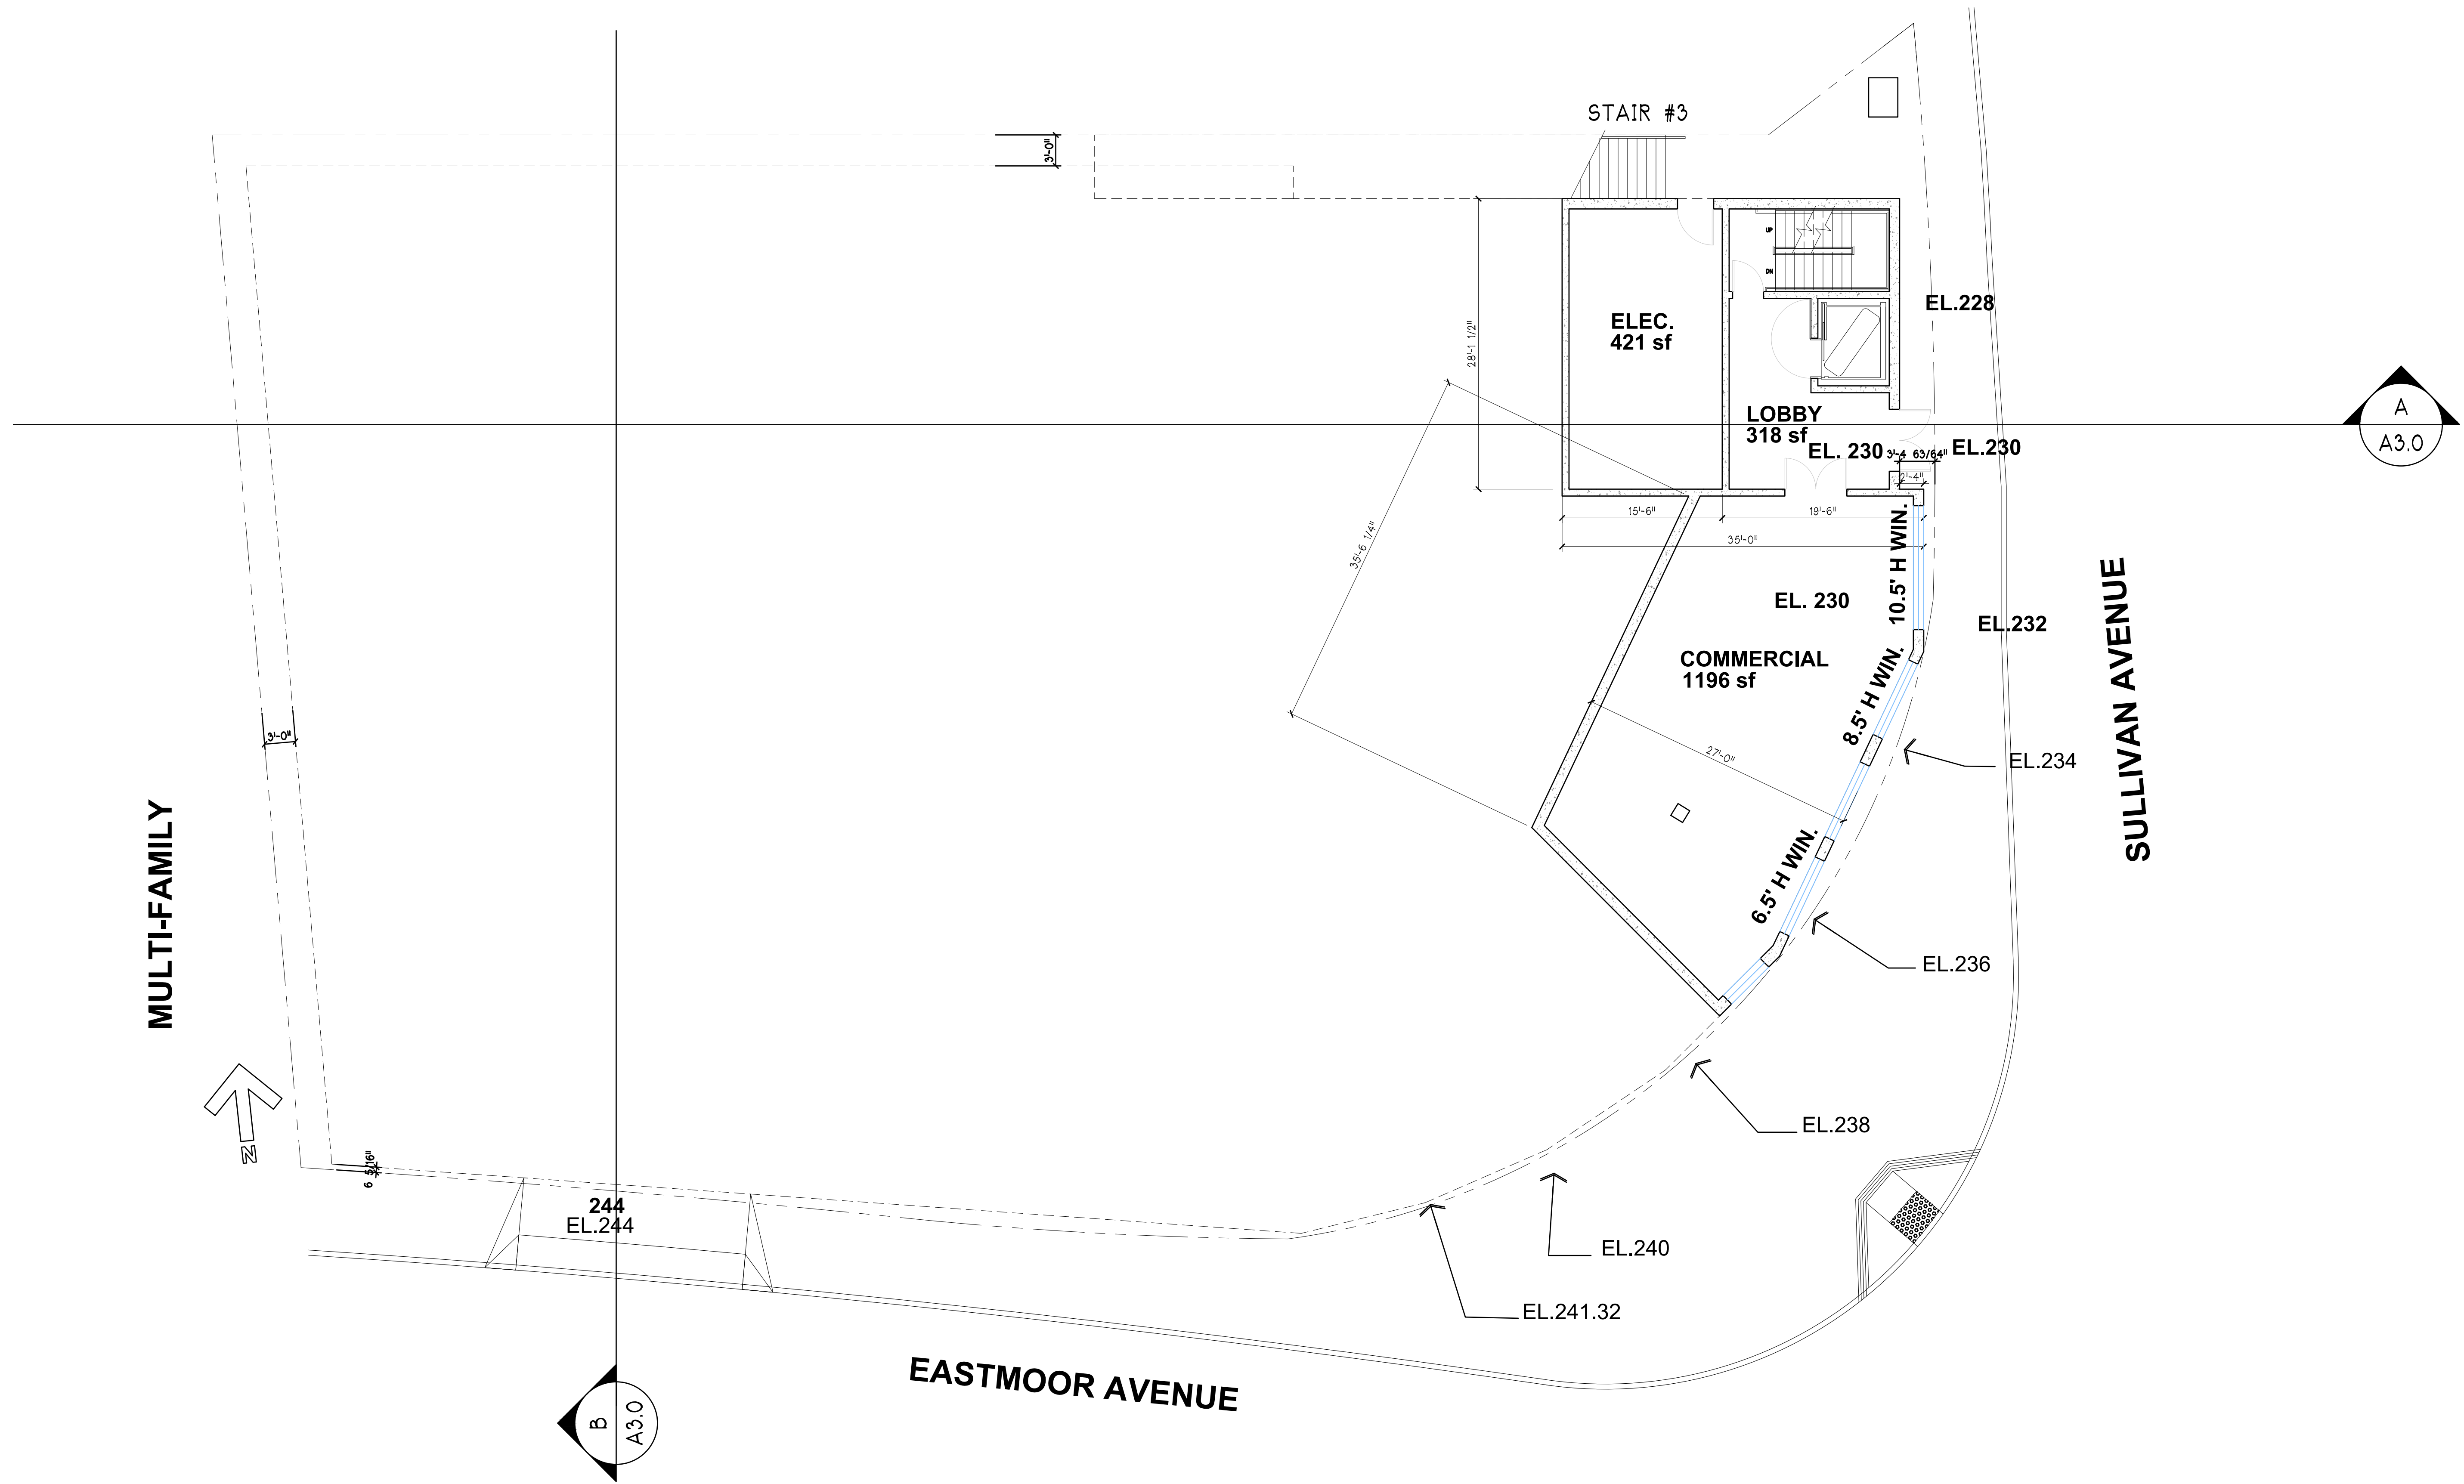 STAIR #3
3'-0"
UP
DN
EL.228
ELEC.
421 sf
28'-1 1/2"
LOBBY
318 sf
EL. 230
3'-4 63/64"
EL.230
2'-4"
A
A3.0
15'-6"
19'-6"
35'-0"
35'-6 1/4"
10.5' H WIN.
EL. 230
EL.232
COMMERCIAL
1196 sf
8.5' H WIN.
SULLIVAN AVENUE
3'-0"
27'-0"
EL.234
MULTI-FAMILY
6.5' H WIN.
EL.236
EL.238
N
6 5/16"
244
EL.244
EL.240
EL.241.32
EASTMOOR AVENUE
B
A3.0